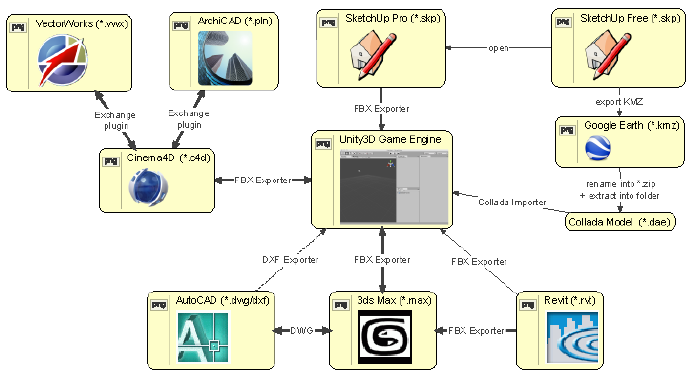 png VectorWorks (*.vwx)
png ArchiCAD (*.pln)
png SketchUp Pro (*.skp)
png SketchUp Free (*.skp)
open
Exchange
plugin
Exchange
plugin
FBX Exporter
export KMZ
png Google Earth (*.kmz)
png Unity3D Game Engine
png Cinema4D (*.c4d)
FBX Exporter
rename into *.zip
+ extract into folder
Collada Importer
Collada Model (*.dae)
DXF Exporter
FBX Exporter
FBX Exporter
png AutoCAD (*.dwg/dxf)
png 3ds Max (*.max)
png Revit (*.rvt)
DWG
FBX Exporter